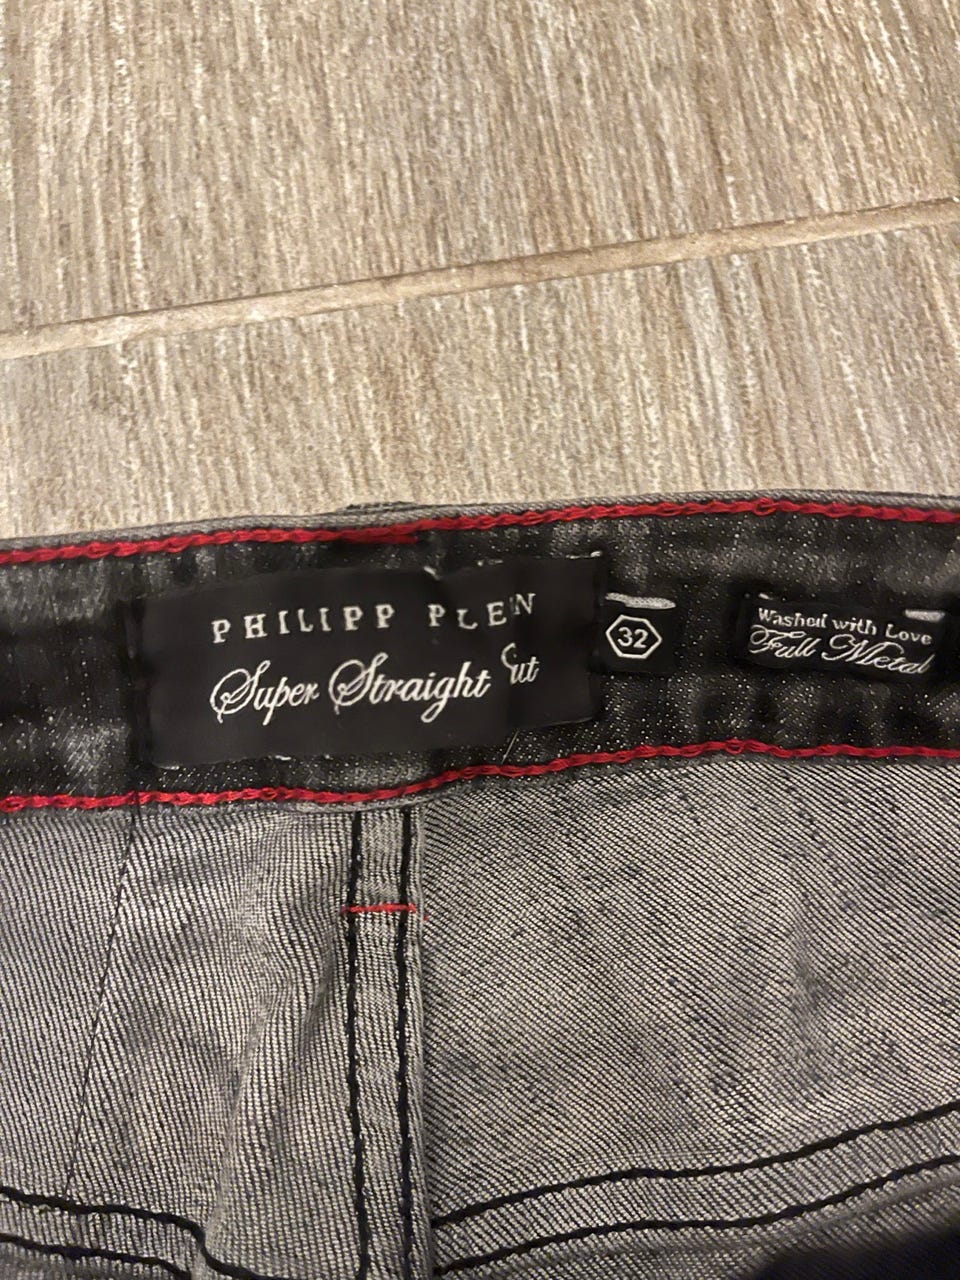 PHILIPP PLEIN
Super Straight Cut
32
Washed with Love
Full Metal